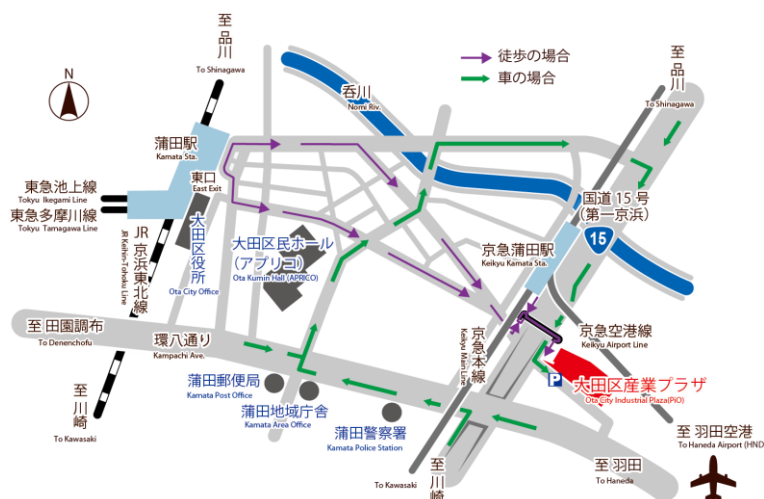 至品川
To Shinagawa
徒歩の場合
車の場合
至品川
To Shinagawa
N
呑川
Nomi Riv.
蒲田駅
Kamata Sta.
東口
East Exit
東急池上線
Tokyu Ikegami Line
東急多摩川線
Tokyu Tamagawa Line
JR京浜東北線
JR Keihin-Tohoku Line
大田区役所
Ota City Office
大田区民ホール
(アプリコ)
Ota Kumin Hall (APRICO)
国道15号
(第一京浜)
15
京急蒲田駅
Keikyu Kamata Sta.
至 田園調布
To Denenchofu
環八通り
Kampachi Ave.
京急本線
Keikyu Main Line
京急空港線
Keikyu Airport Line
蒲田郵便局
Kamata Post Office
蒲田地域庁舎
Kamata Area Office
蒲田警察署
Kamata Police Station
P
大田区産業プラザ
Ota City Industrial Plaza(PiO)
至川崎
To Kawasaki
至川崎
To Kawasaki
至 羽田
To Haneda
至 羽田空港
To Haneda Airport (HND)